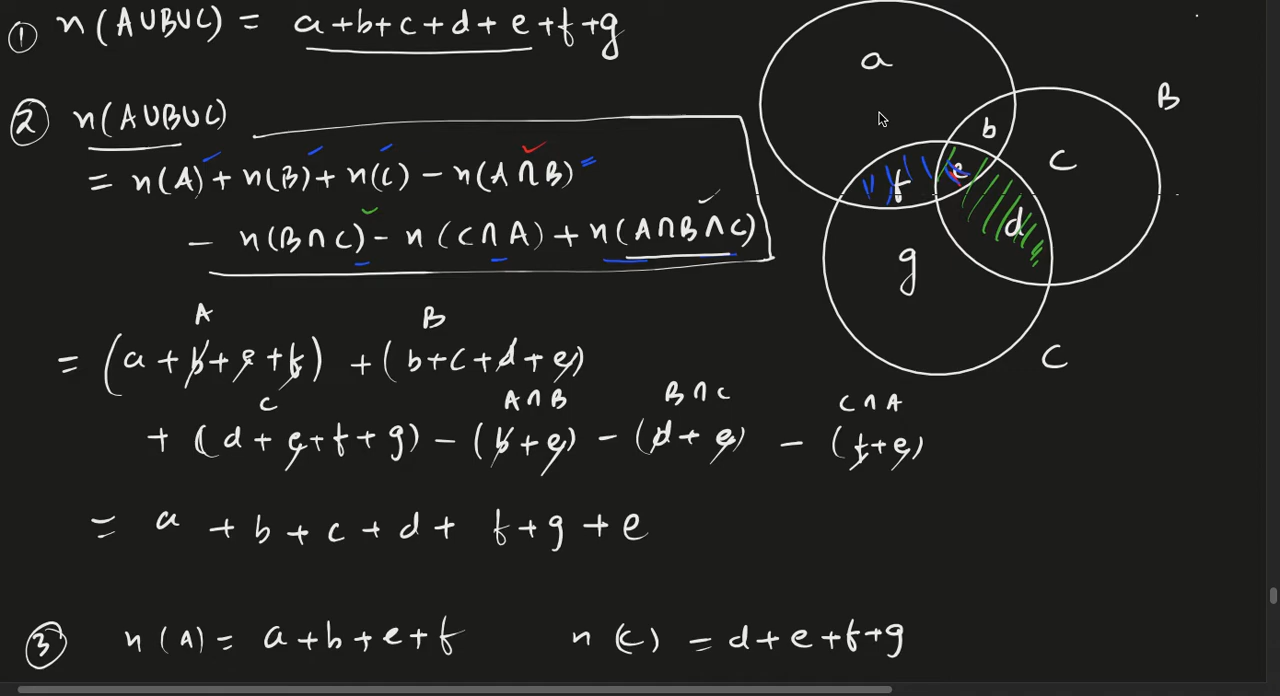 ① n(A∪B∪C) = a+b+c+d+e+f+g
② n(A∪B∪C)
= n(A) + n(B) + n(C) − n(A∩B)
− n(B∩C) − n(C∩A) + n(A∩B∩C)
a
b
B
c
e
f
d
g
C
A B
= (a+b+e+f) + (b+c+d+e)
C A∩B B∩C C∩A
+ (d+e+f+g) − (b+e) − (d+e) − (f+e)
= a + b + c + d + f + g + e
③ n(A) = a+b+e+f n(C) = d+e+f+g